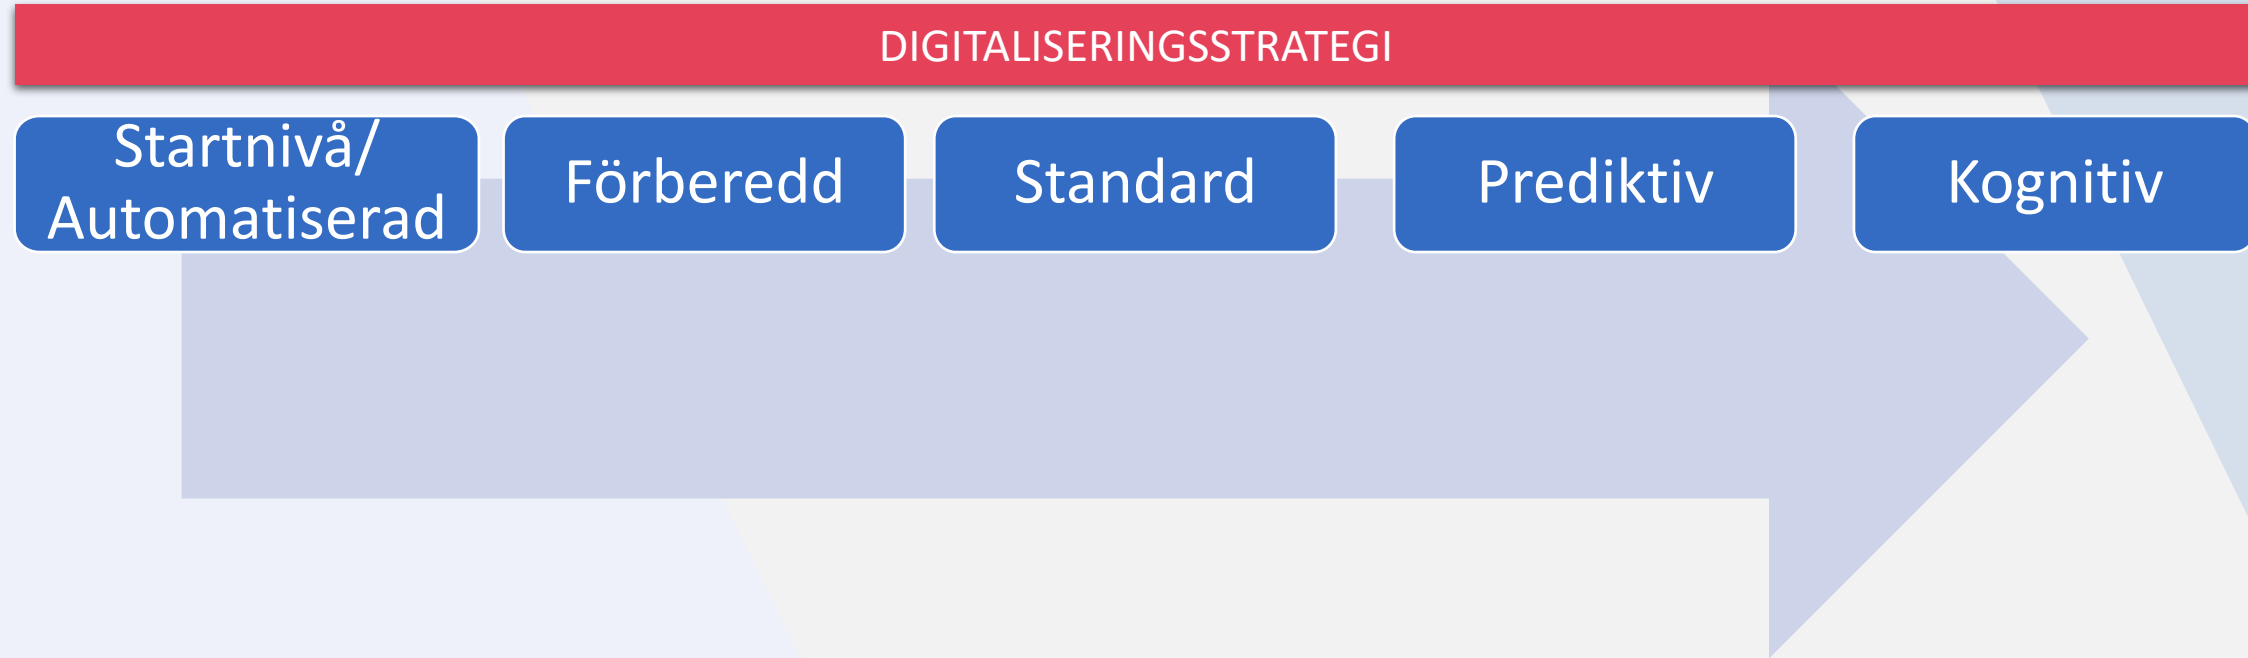 DIGITALISERINGSSTRATEGI
Startnivå/
Automatiserad
Förberedd
Standard
Prediktiv
Kognitiv